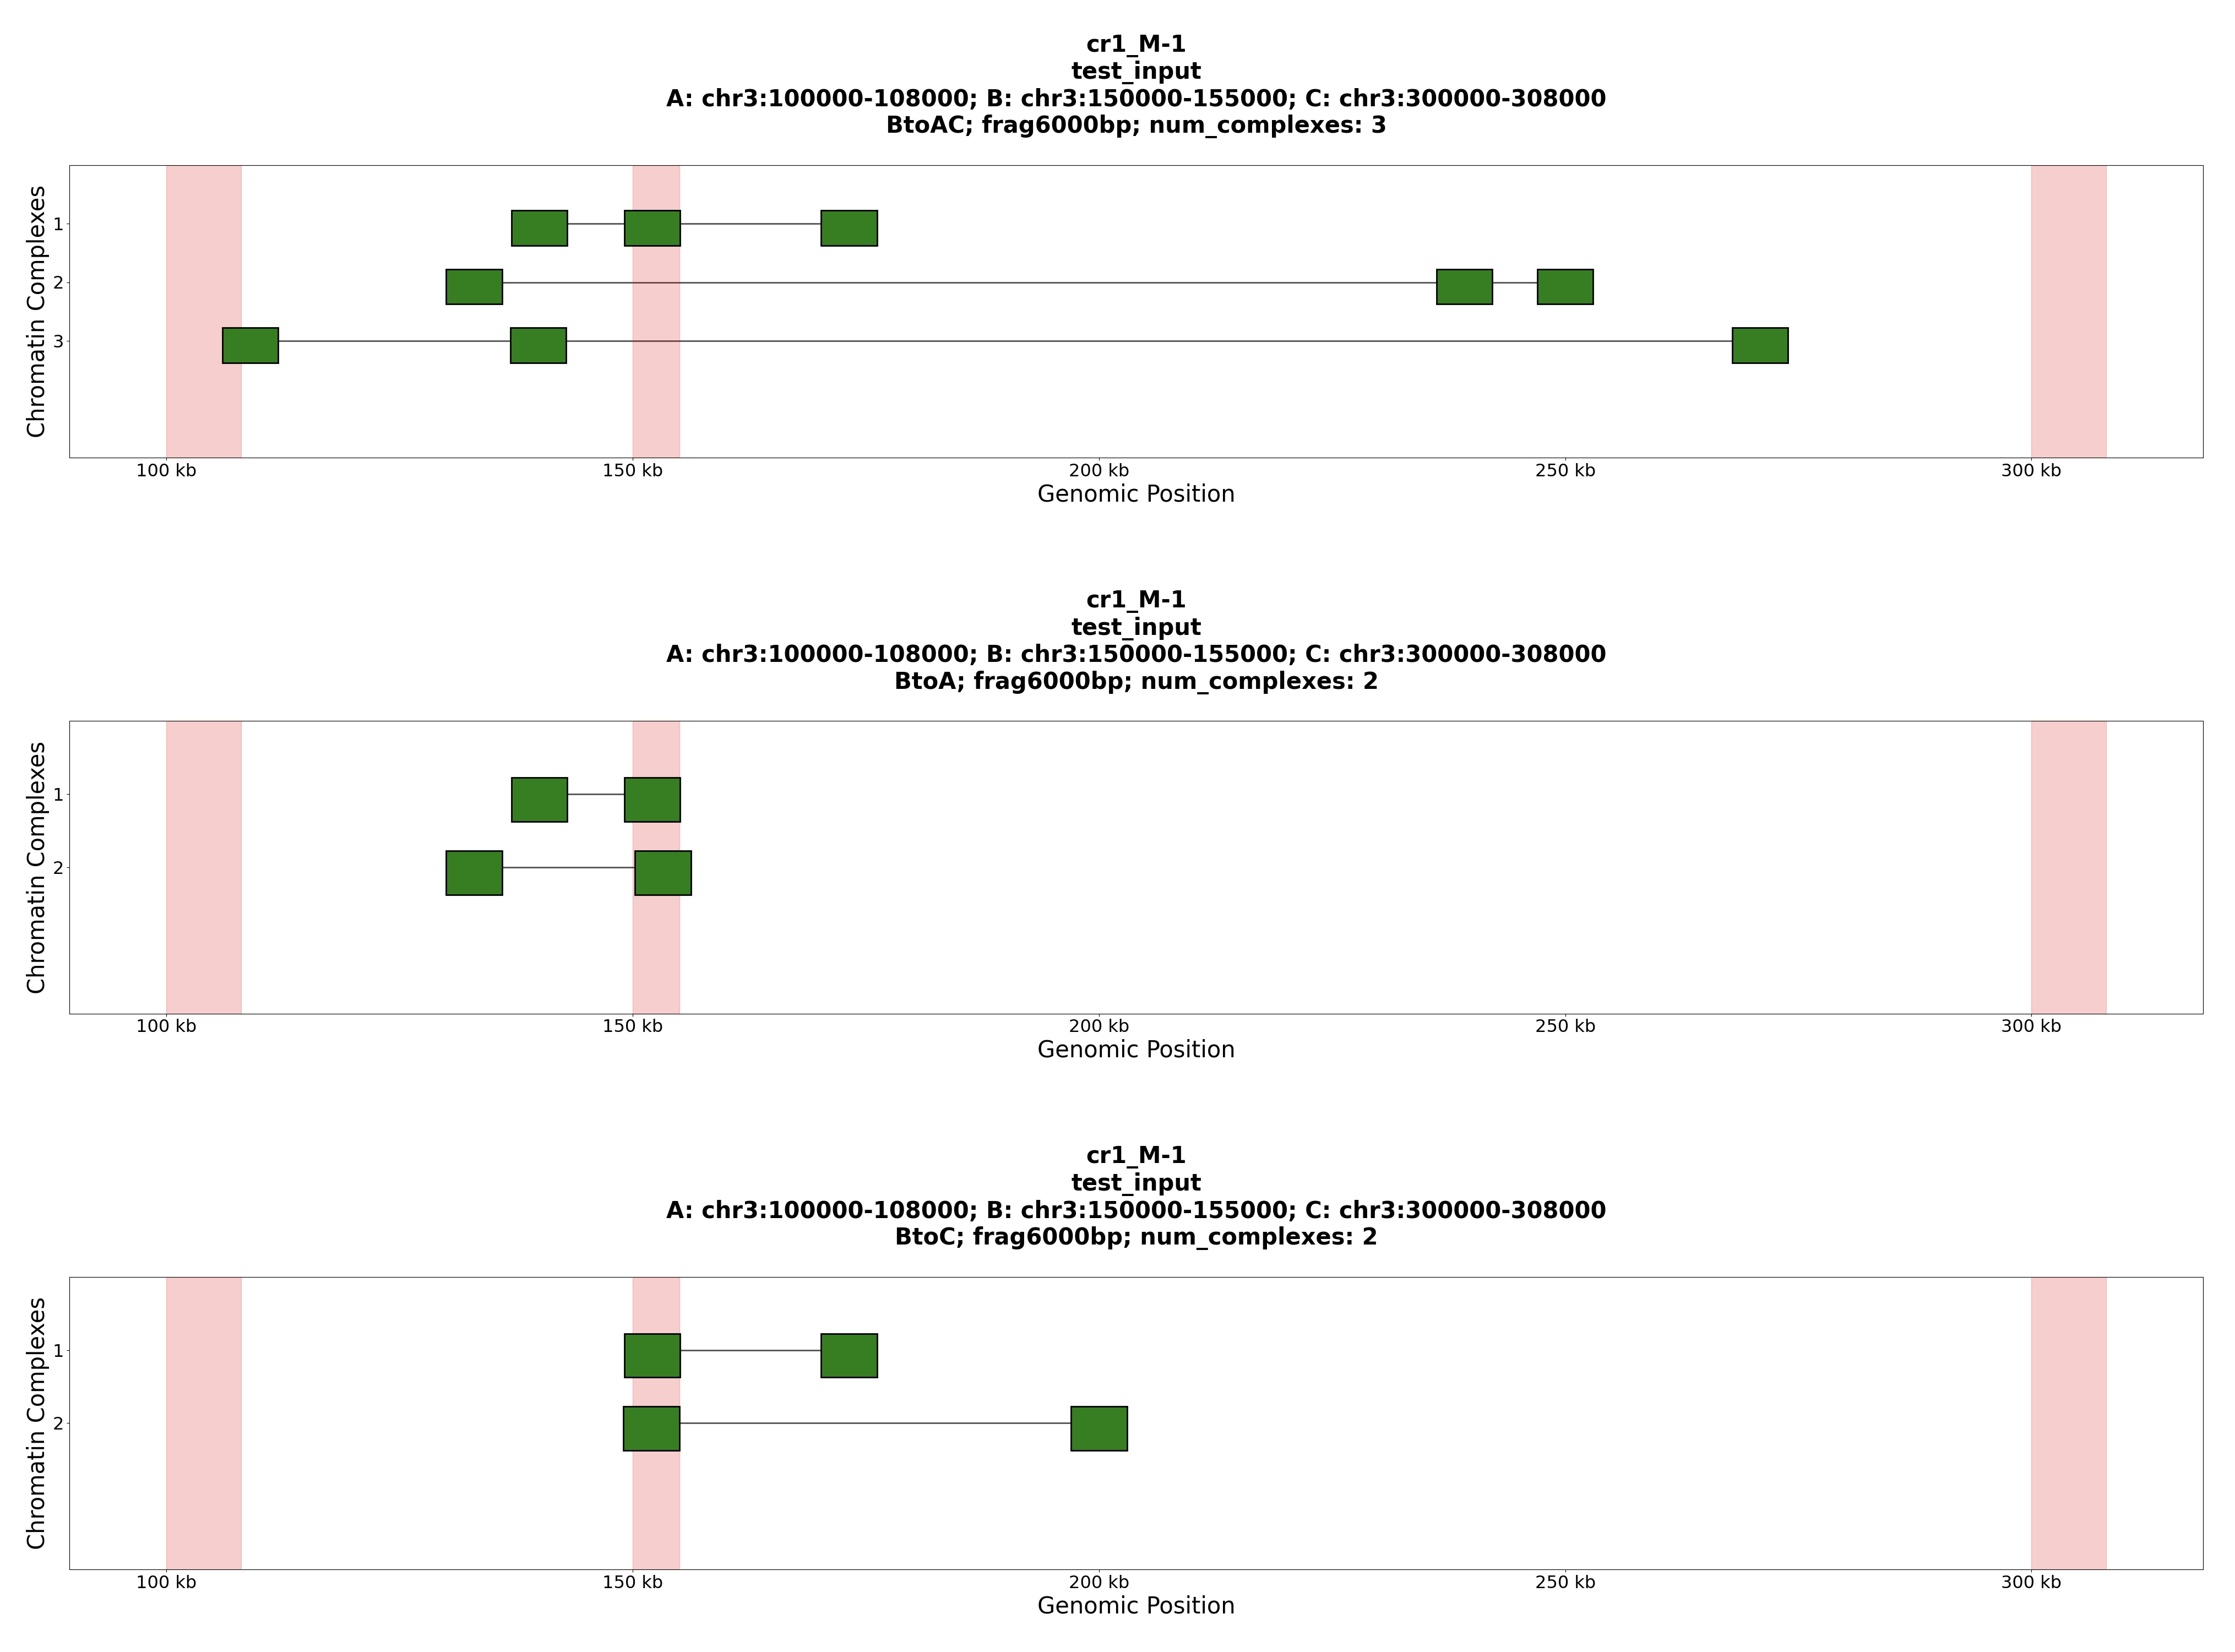 cr1_M-1
test_input
A: chr3:100000-108000; B: chr3:150000-155000; C: chr3:300000-308000
BtoAC; frag6000bp; num_complexes: 3
Chromatin Complexes
1
2
3
100 kb 150 kb 200 kb 250 kb 300 kb
Genomic Position
cr1_M-1
test_input
A: chr3:100000-108000; B: chr3:150000-155000; C: chr3:300000-308000
BtoA; frag6000bp; num_complexes: 2
Chromatin Complexes
1
2
100 kb 150 kb 200 kb 250 kb 300 kb
Genomic Position
cr1_M-1
test_input
A: chr3:100000-108000; B: chr3:150000-155000; C: chr3:300000-308000
BtoC; frag6000bp; num_complexes: 2
Chromatin Complexes
1
2
100 kb 150 kb 200 kb 250 kb 300 kb
Genomic Position